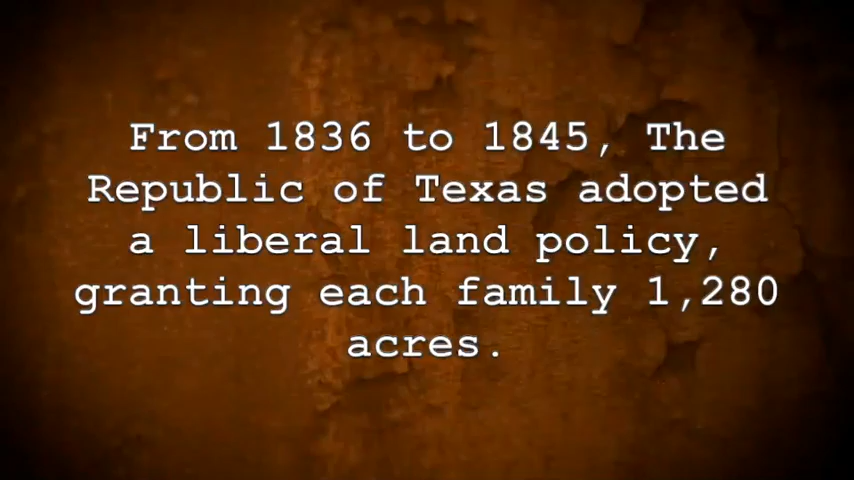 From 1836 to 1845, The
Republic of Texas adopted
a liberal land policy,
granting each family 1,280
acres.